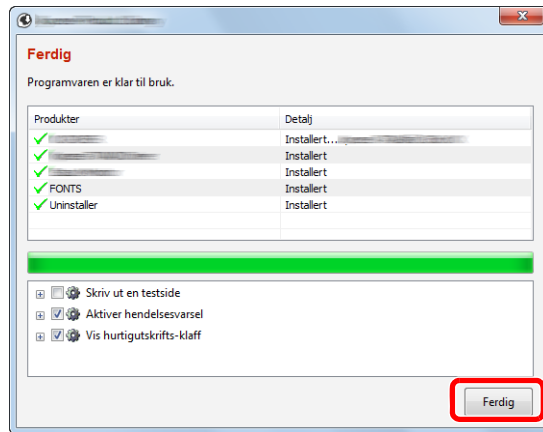 Ferdig
Programvaren er klar til bruk.
Produkter Detalj
Installert...
Installert
Installert
FONTS Installert
Uninstaller Installert
Skriv ut en testside
Aktiver hendelsesvarsel
Vis hurtigutskrifts-klaff
Ferdig